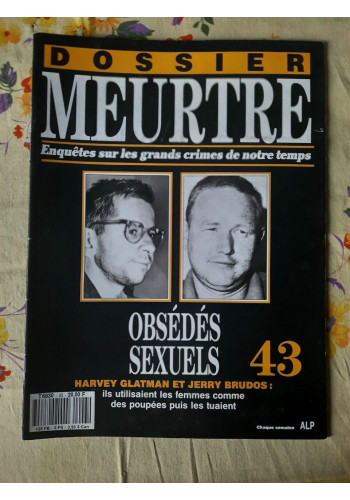 DOSSIER
MEURTRE
Enquêtes sur les grands crimes de notre temps
OBSÉDÉS
SEXUELS 43
HARVEY GLATMAN ET JERRY BRUDOS :
ils utilisaient les femmes comme
des poupées puis les tuaient
Chaque semaine ALP